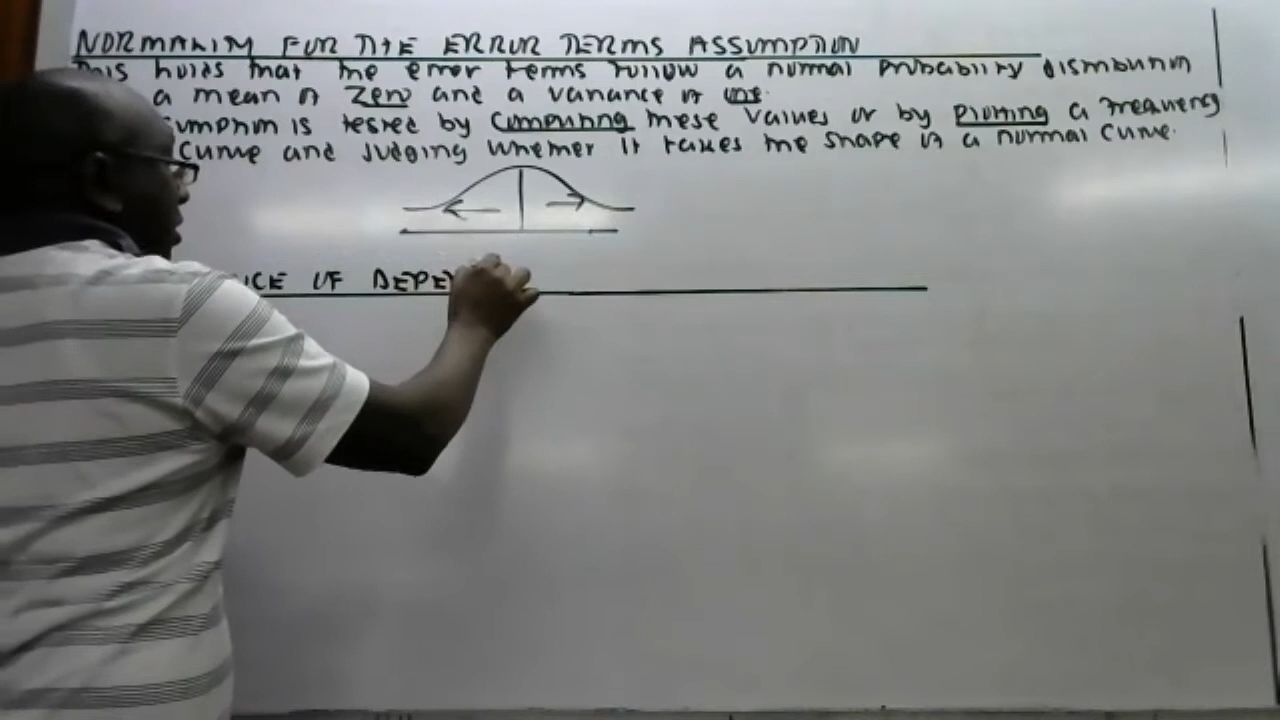 NORMALITY FOR THE ERROR TERMS ASSUMPTION
This holds that the error terms follow a normal probability distribution
a mean of zero and a variance of one.
is tested by computing these values or by plotting a frequency
curve and judging whether it takes the shape of a normal curve.
OF